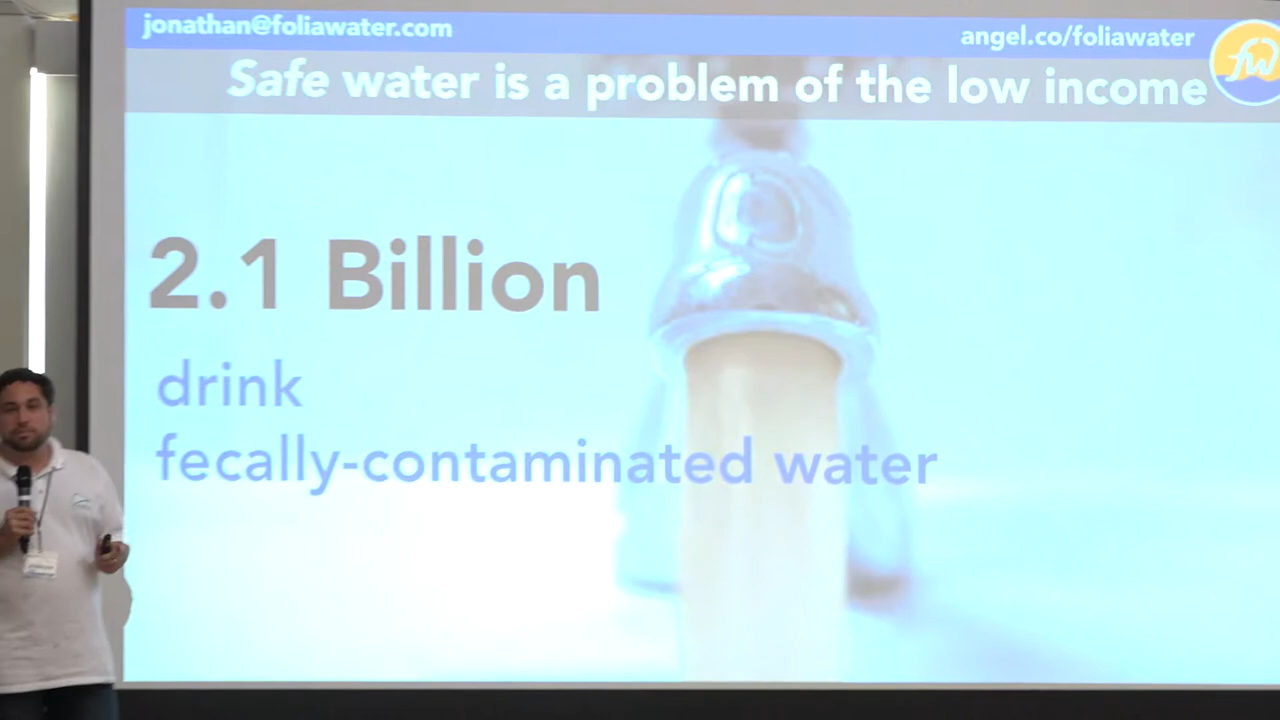 jonathan@foliawater.com
angel.co/foliawater
fw
Safe water is a problem of the low income
2.1 Billion
drink
fecally-contaminated water